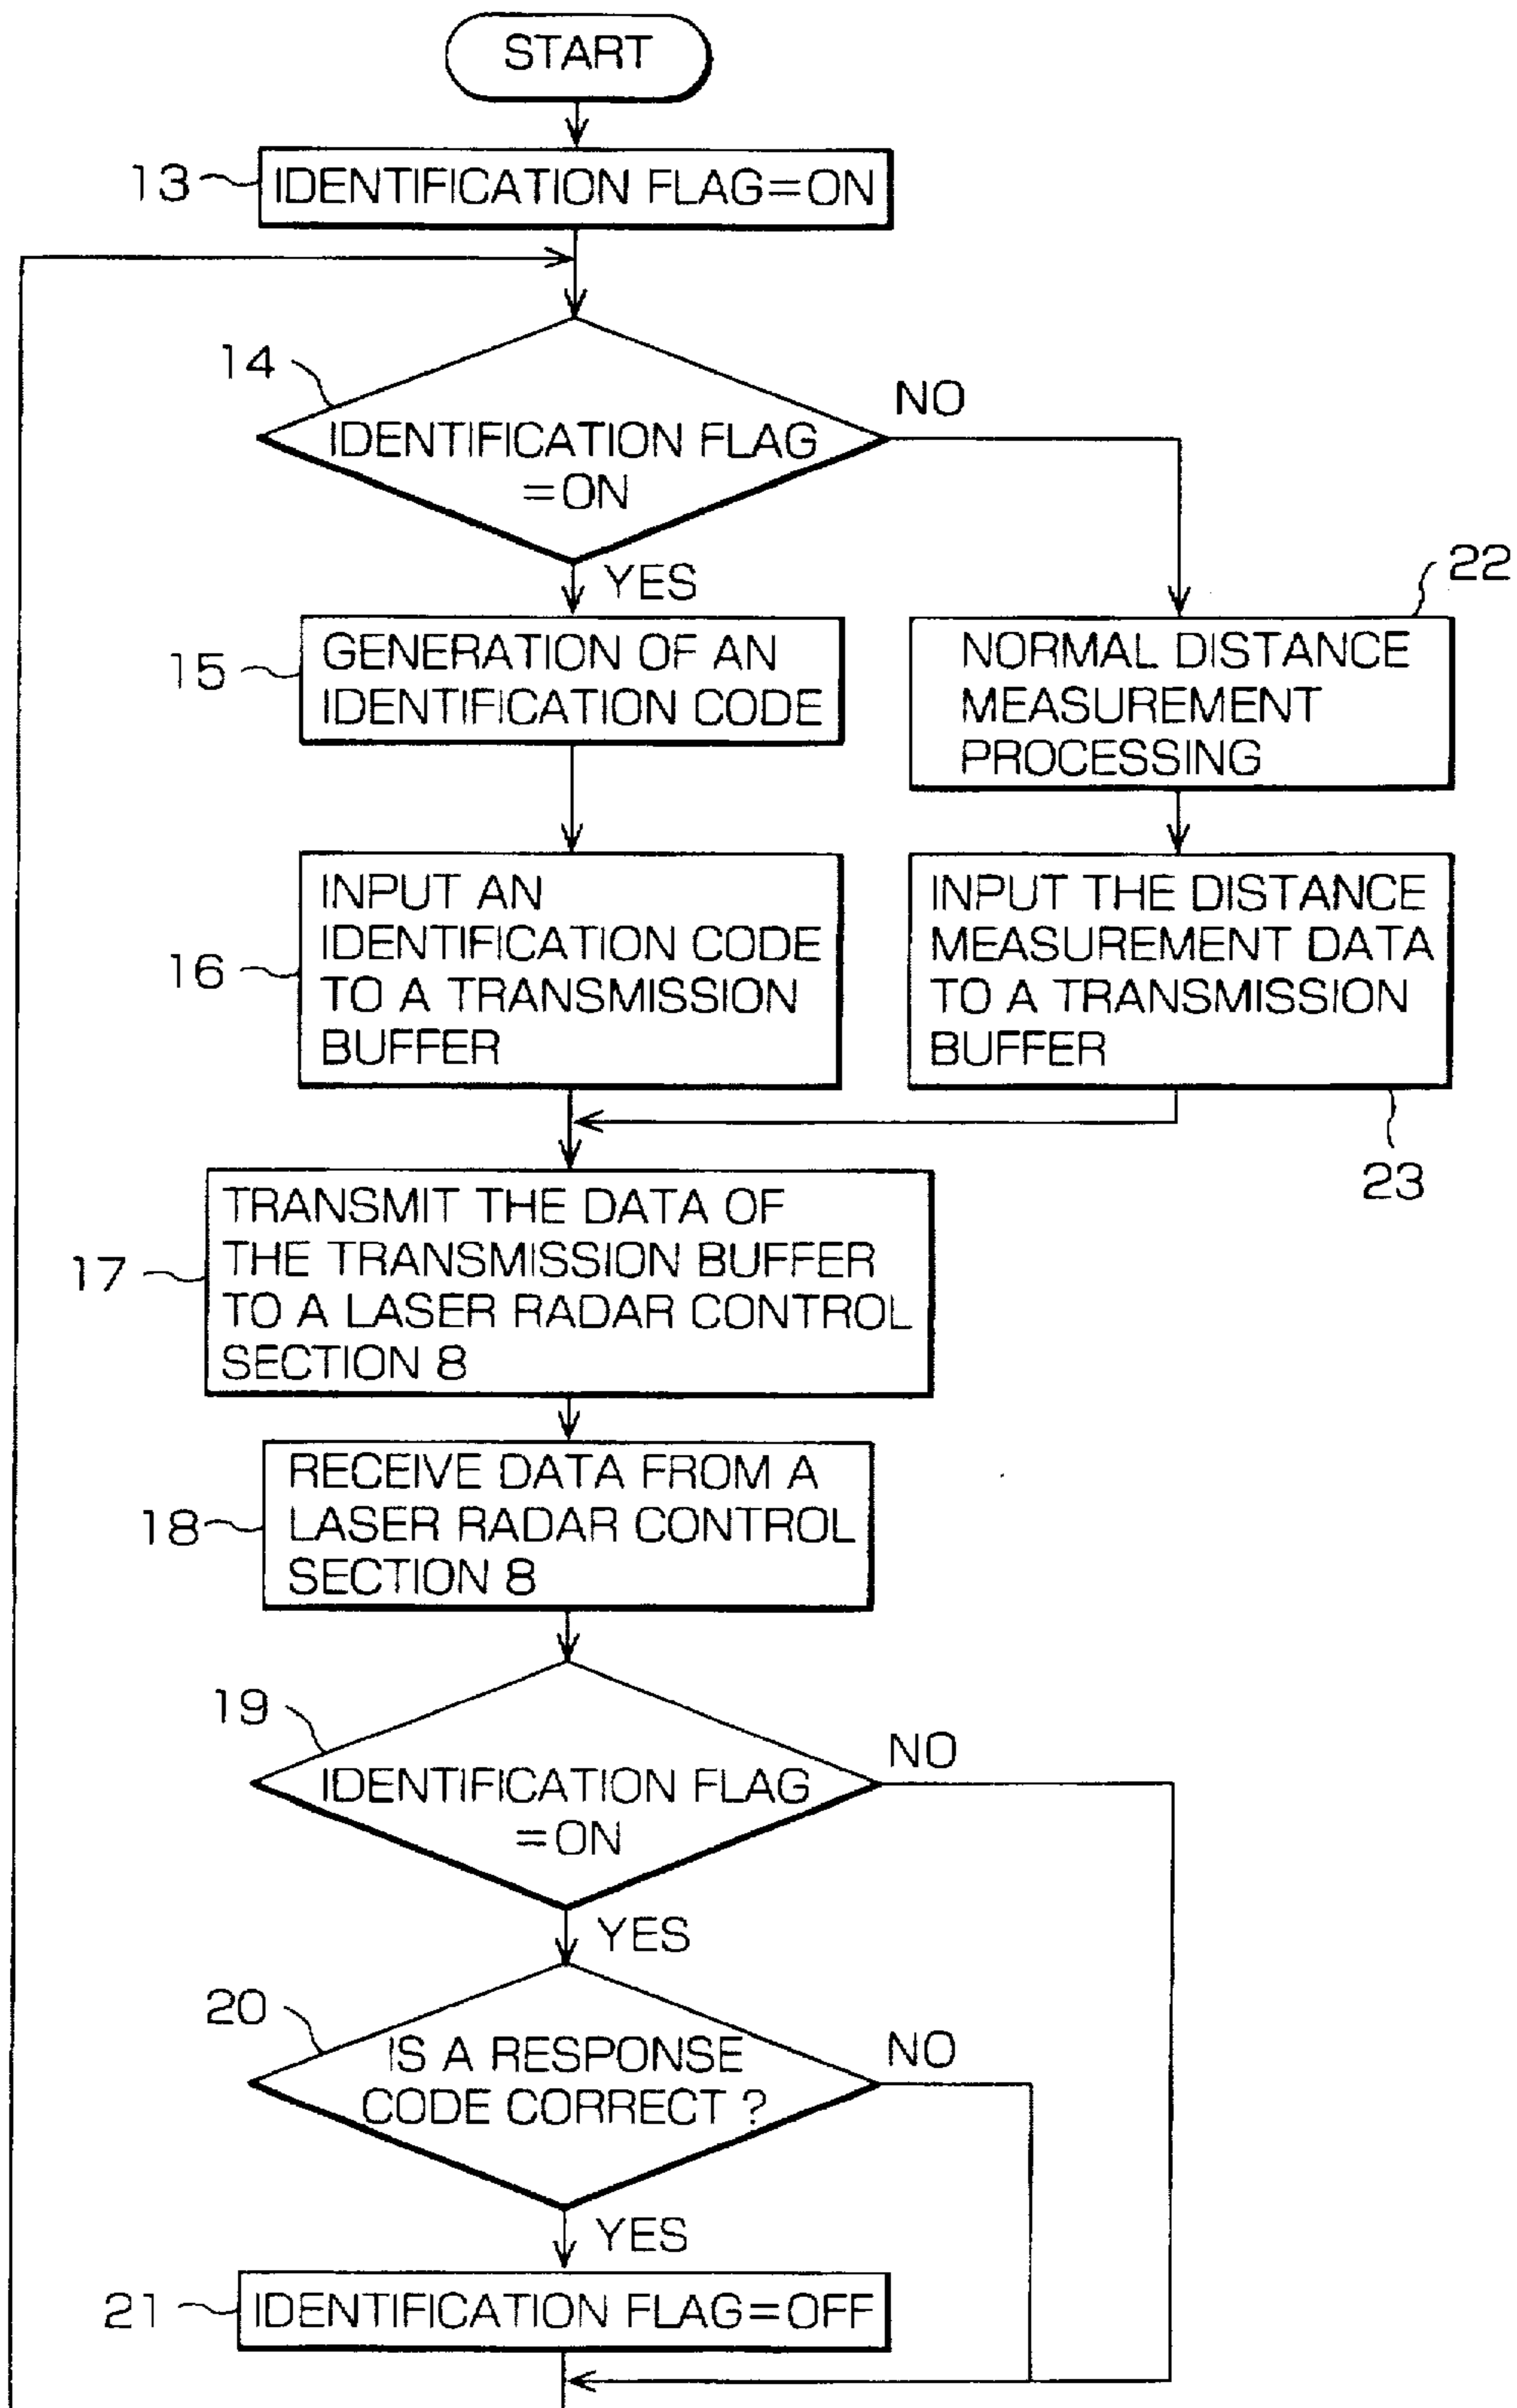 START
13
IDENTIFICATION FLAG=ON
14
NO
IDENTIFICATION FLAG
=ON
YES
22
15
GENERATION OF AN
IDENTIFICATION CODE
NORMAL DISTANCE
MEASUREMENT
PROCESSING
16
INPUT AN
IDENTIFICATION CODE
TO A TRANSMISSION
BUFFER
INPUT THE DISTANCE
MEASUREMENT DATA
TO A TRANSMISSION
BUFFER
23
17
TRANSMIT THE DATA OF
THE TRANSMISSION BUFFER
TO A LASER RADAR CONTROL
SECTION 8
18
RECEIVE DATA FROM A
LASER RADAR CONTROL
SECTION 8
19
NO
IDENTIFICATION FLAG
=ON
YES
20
NO
IS A RESPONSE
CODE CORRECT ?
YES
21
IDENTIFICATION FLAG=OFF